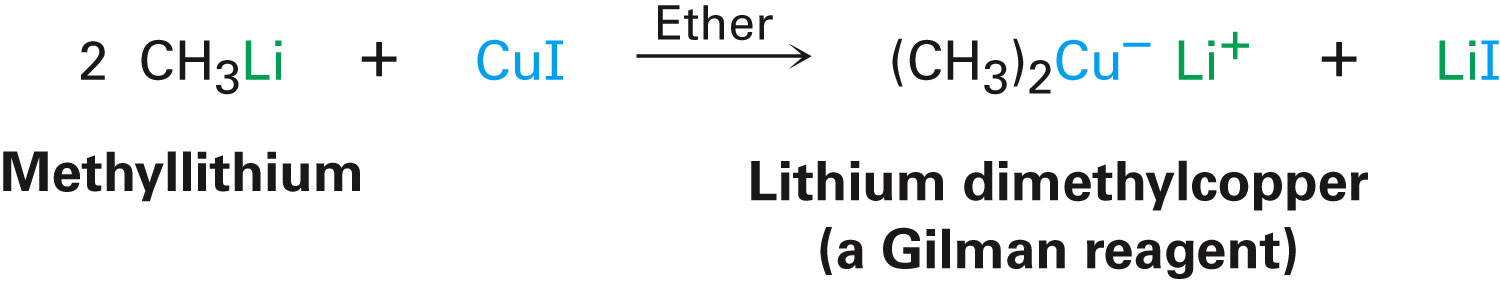 2 CH₃Li + CuI Ether → (CH₃)₂Cu⁻ Li⁺ + LiI
Methyllithium
Lithium dimethylcopper
(a Gilman reagent)